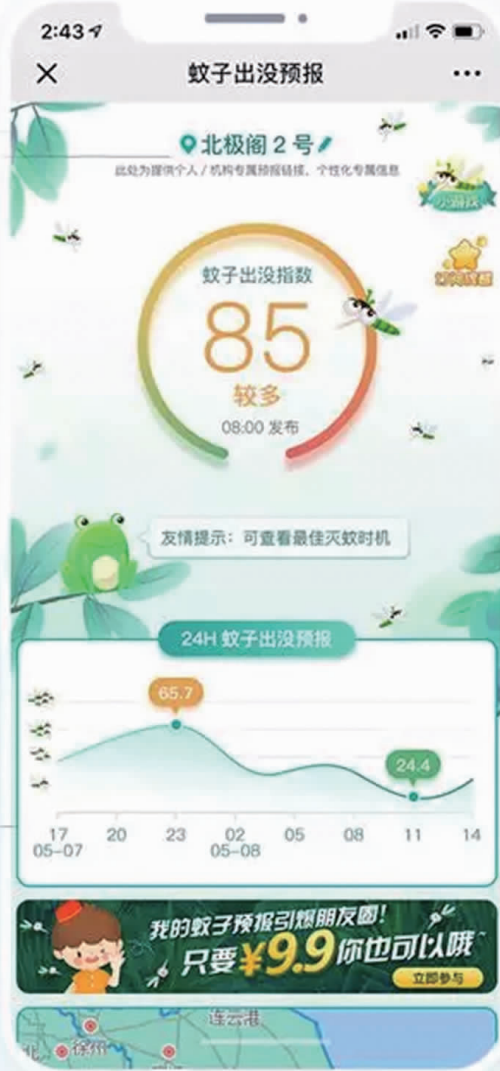 2:43
蚊子出没预报
北极阁 2 号
此处为提供个人 / 机构专属预报链接、个性化专属信息
蚊子出没指数
85
较多
08:00 发布
友情提示：可查看最佳灭蚊时机
24H 蚊子出没预报
65.7
24.4
17 20 23 02 05 08 11 14
05-07 05-08
我的蚊子预报引爆朋友圈!
只要¥9.9你也可以哦~
立即参与
连云港
徐州